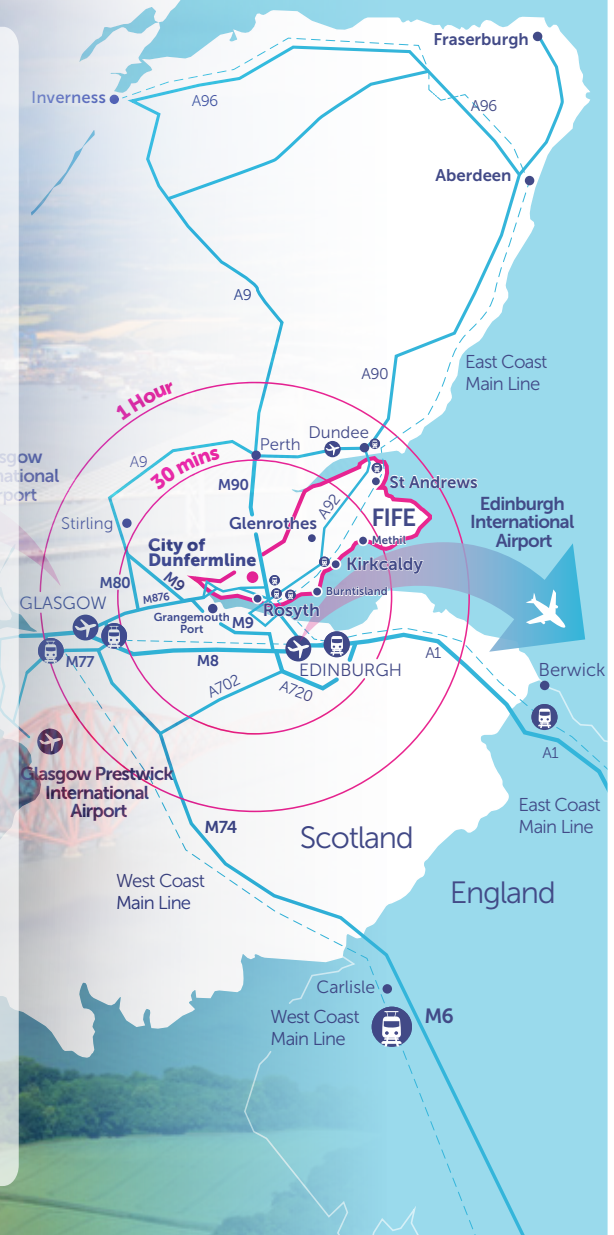 Fraserburgh
Inverness
A96
A96
Aberdeen
A9
East Coast
Main Line
A90
1 Hour
Dundee
Perth
A9
30 mins
M90
St Andrews
A92
Edinburgh
International
Airport
Stirling
Glenrothes
FIFE
Methil
City of
Dunfermline
Kirkcaldy
M80
M9
M876
Burntisland
GLASGOW
Rosyth
Grangemouth
Port
M9
M77
M8
EDINBURGH
A1
Berwick
A702
A720
A1
Glasgow Prestwick
International
Airport
East Coast
Main Line
M74
Scotland
West Coast
Main Line
England
Carlisle
West Coast
Main Line
M6